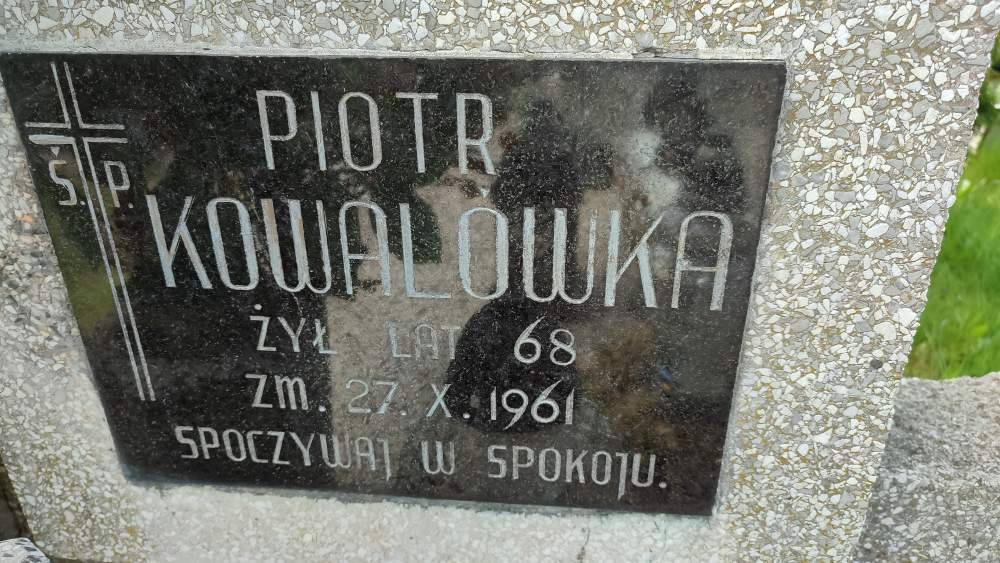 Ś. P.
PIOTR
KOWALÓWKA
ŻYŁ LAT 68
ZM. 27. X. 1961
SPOCZYWAJ W SPOKOJU.